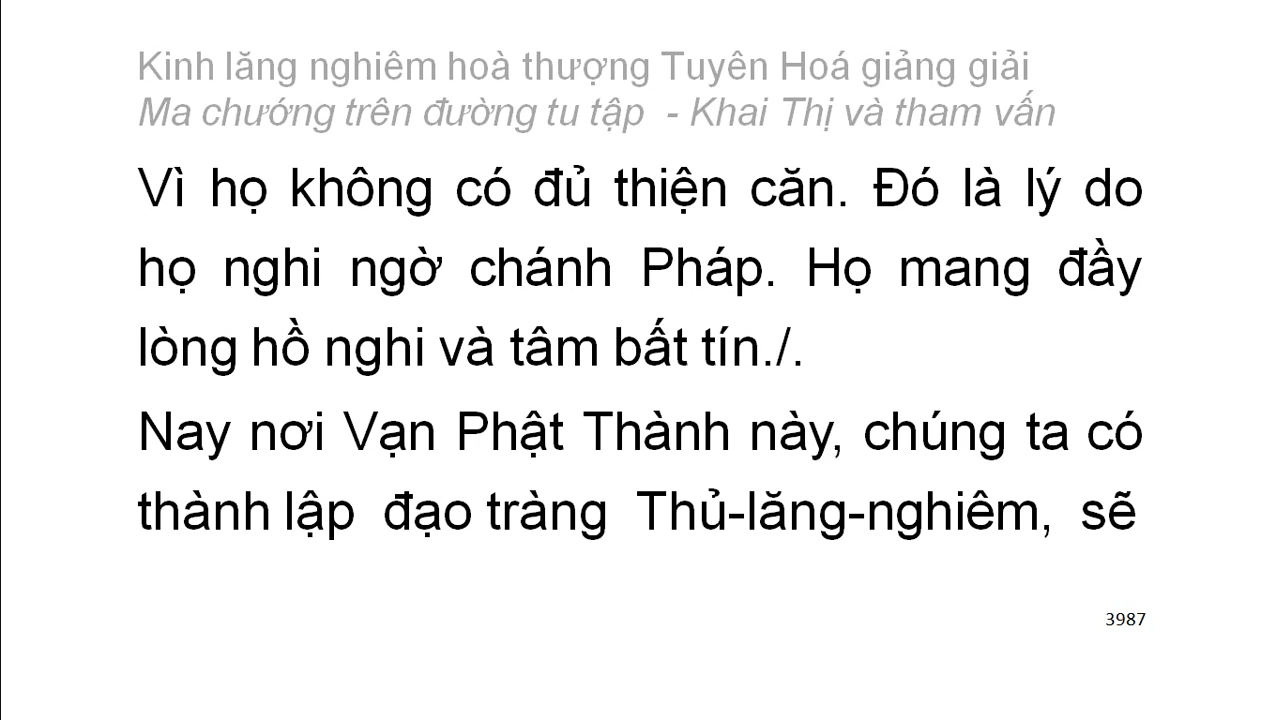 Kinh lăng nghiêm hoà thượng Tuyên Hoá giảng giải
Ma chướng trên đường tu tập - Khai Thị và tham vấn
Vì họ không có đủ thiện căn. Đó là lý do
họ nghi ngờ chánh Pháp. Họ mang đầy
lòng hồ nghi và tâm bất tín./.
Nay nơi Vạn Phật Thành này, chúng ta có
thành lập đạo tràng Thủ-lăng-nghiêm, sẽ
3987